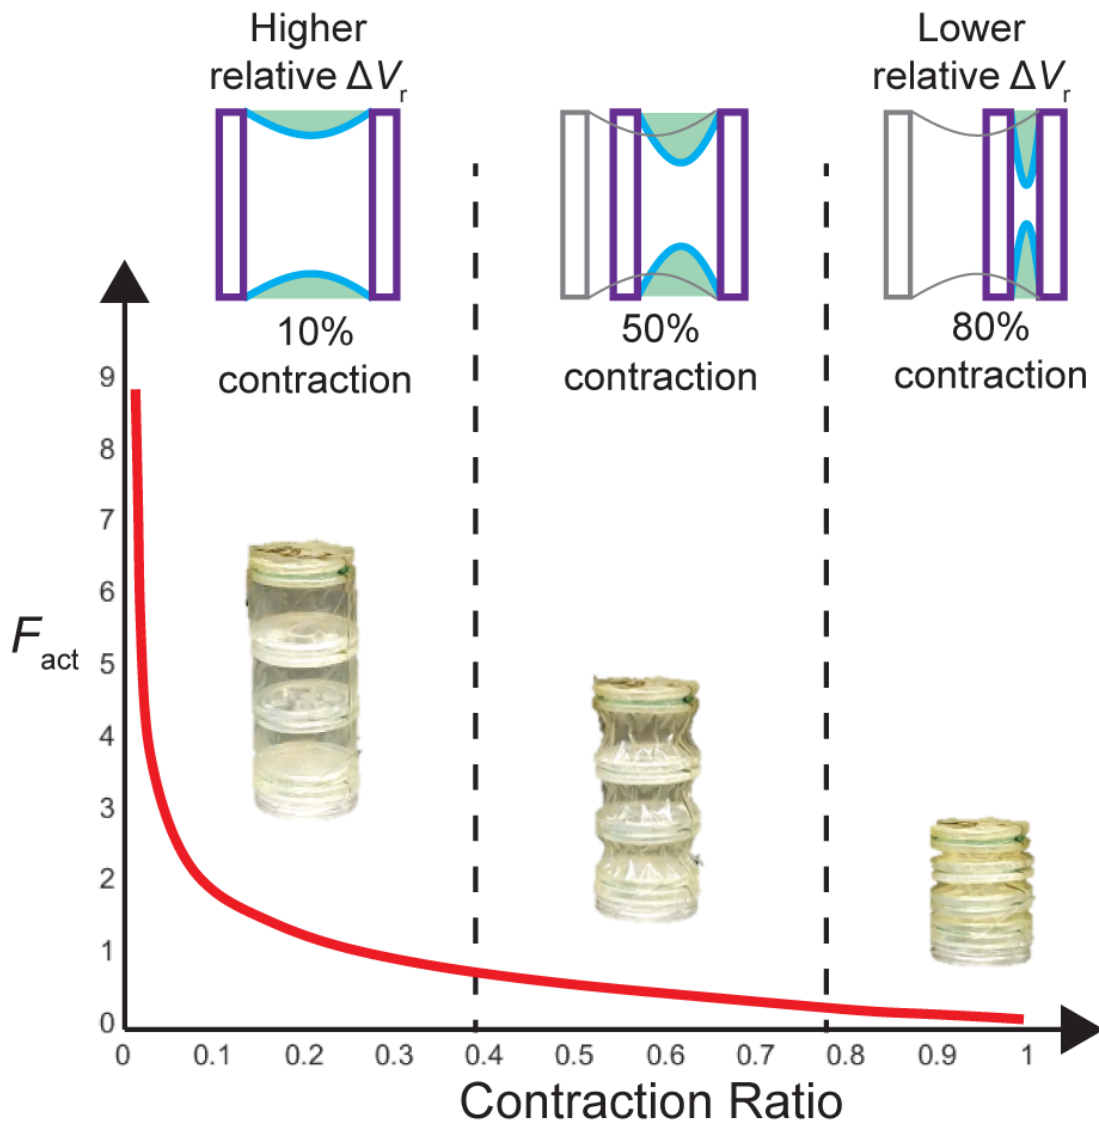 Higher
relative ΔVr
Lower
relative ΔVr
10%
contraction
50%
contraction
80%
contraction
9
8
7
6
5
4
3
2
1
0
Fact
0 0.1 0.2 0.3 0.4 0.5 0.6 0.7 0.8 0.9 1
Contraction Ratio